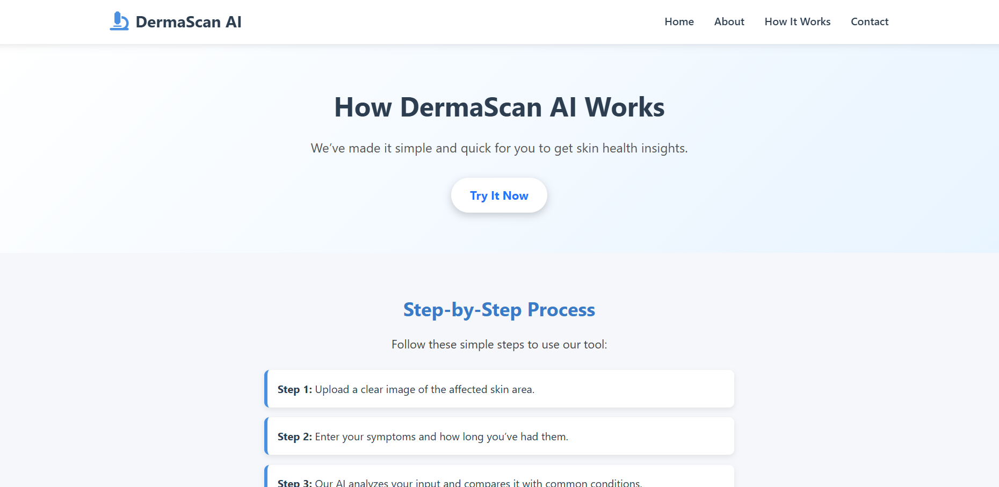 DermaScan AI
Home About How It Works Contact
How DermaScan AI Works
We’ve made it simple and quick for you to get skin health insights.
Try It Now
Step-by-Step Process
Follow these simple steps to use our tool:
Step 1: Upload a clear image of the affected skin area.
Step 2: Enter your symptoms and how long you’ve had them.
Step 3: Our AI analyzes your input and compares it with common conditions.